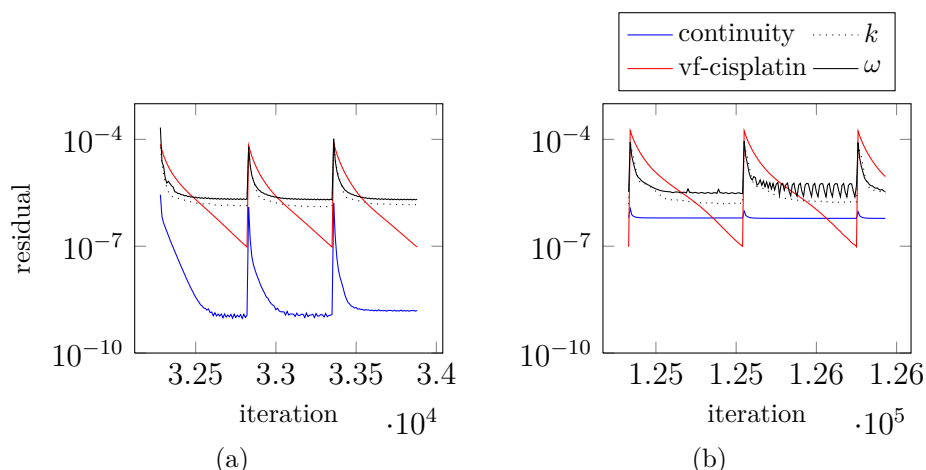 continuity k
vf-cisplatin ω
10^−4
10^−7
10^−10
residual
3.25 3.3 3.35 3.4
iteration
·10^4
(a)
10^−4
10^−7
10^−10
1.25 1.25 1.26 1.26
iteration
·10^5
(b)